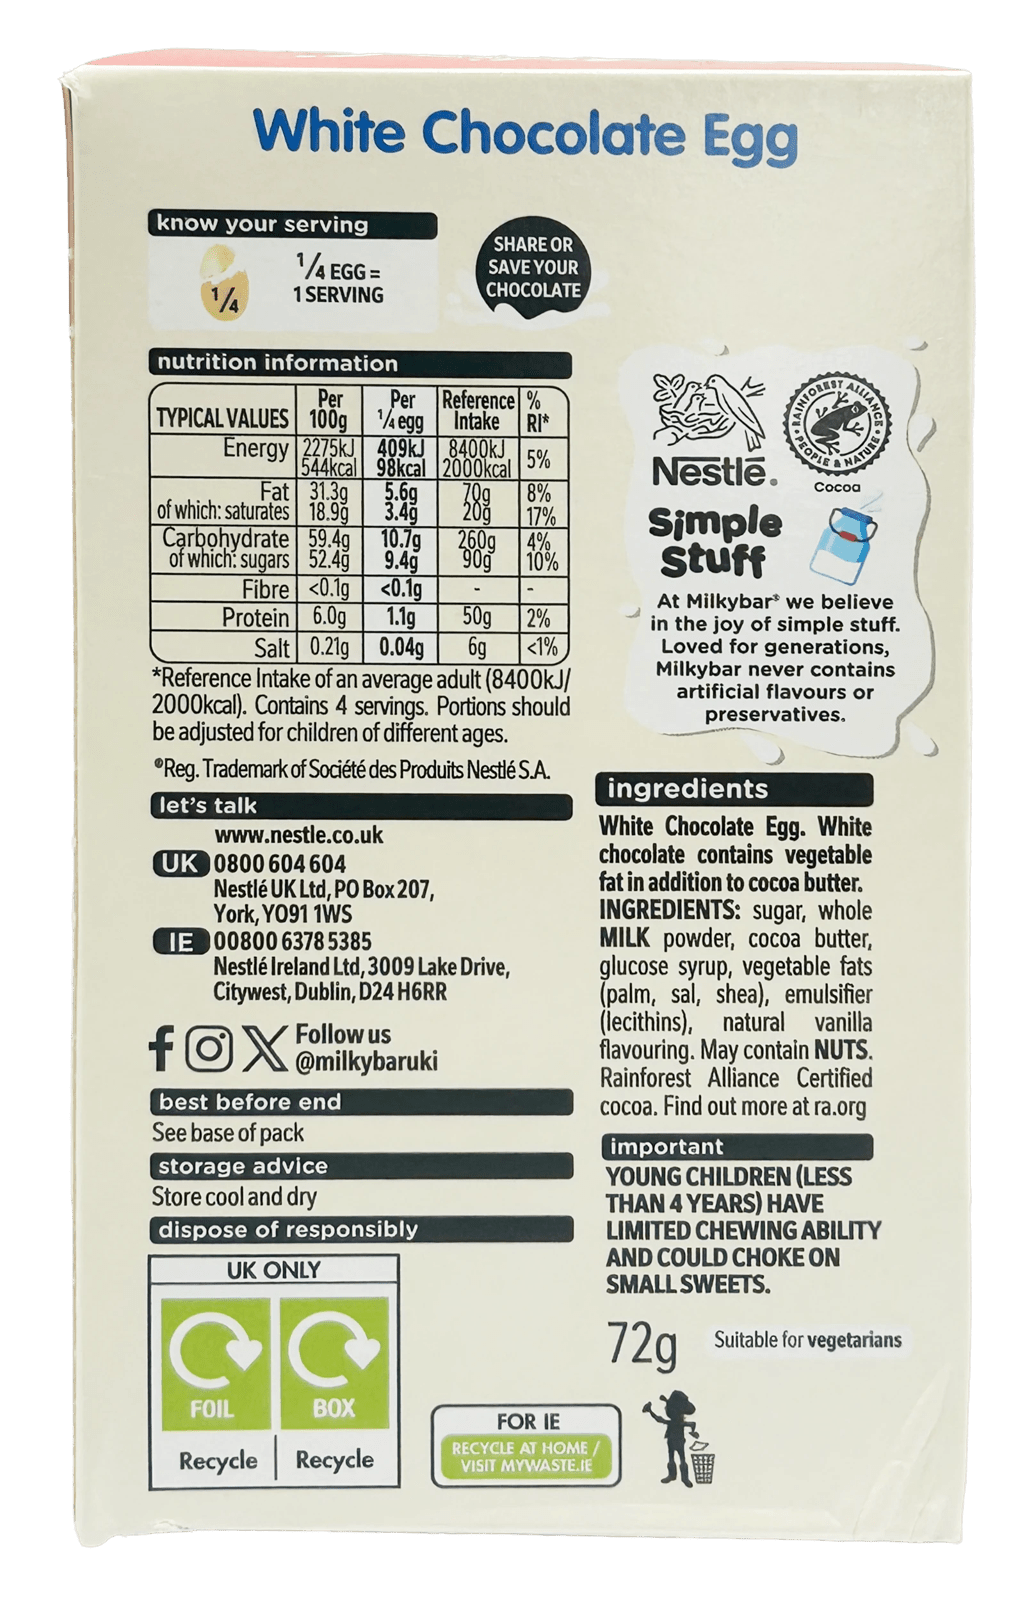 White Chocolate Egg
know your serving
1/4
1/4 EGG =
1 SERVING
SHARE OR
SAVE YOUR
CHOCOLATE
nutrition information
TYPICAL VALUES Per 100g Per 1/4 egg Reference Intake % RI*
Energy 2275kJ 409kJ 8400kJ 5%
544kcal 98kcal 2000kcal
Fat 31.3g 5.6g 70g 8%
of which: saturates 18.9g 3.4g 20g 17%
Carbohydrate 59.4g 10.7g 260g 4%
of which: sugars 52.4g 9.4g 90g 10%
Fibre <0.1g <0.1g - -
Protein 6.0g 1.1g 50g 2%
Salt 0.21g 0.04g 6g <1%
*Reference Intake of an average adult (8400kJ/
2000kcal). Contains 4 servings. Portions should
be adjusted for children of different ages.
®Reg. Trademark of Société des Produits Nestlé S.A.
let's talk
www.nestle.co.uk
UK 0800 604 604
Nestlé UK Ltd, PO Box 207,
York, YO91 1WS
IE 00800 6378 5385
Nestlé Ireland Ltd, 3009 Lake Drive,
Citywest, Dublin, D24 H6RR
Follow us
@milkybaruki
best before end
See base of pack
storage advice
Store cool and dry
dispose of responsibly
UK ONLY
FOIL BOX
Recycle Recycle
FOR IE
RECYCLE AT HOME /
VISIT MYWASTE.IE
Nestlé.
RAINFOREST ALLIANCE
PEOPLE & NATURE
Cocoa
Simple
Stuff
At Milkybar® we believe
in the joy of simple stuff.
Loved for generations,
Milkybar never contains
artificial flavours or
preservatives.
ingredients
White Chocolate Egg. White
chocolate contains vegetable
fat in addition to cocoa butter.
INGREDIENTS: sugar, whole
MILK powder, cocoa butter,
glucose syrup, vegetable fats
(palm, sal, shea), emulsifier
(lecithins), natural vanilla
flavouring. May contain NUTS.
Rainforest Alliance Certified
cocoa. Find out more at ra.org
important
YOUNG CHILDREN (LESS
THAN 4 YEARS) HAVE
LIMITED CHEWING ABILITY
AND COULD CHOKE ON
SMALL SWEETS.
72g
Suitable for vegetarians